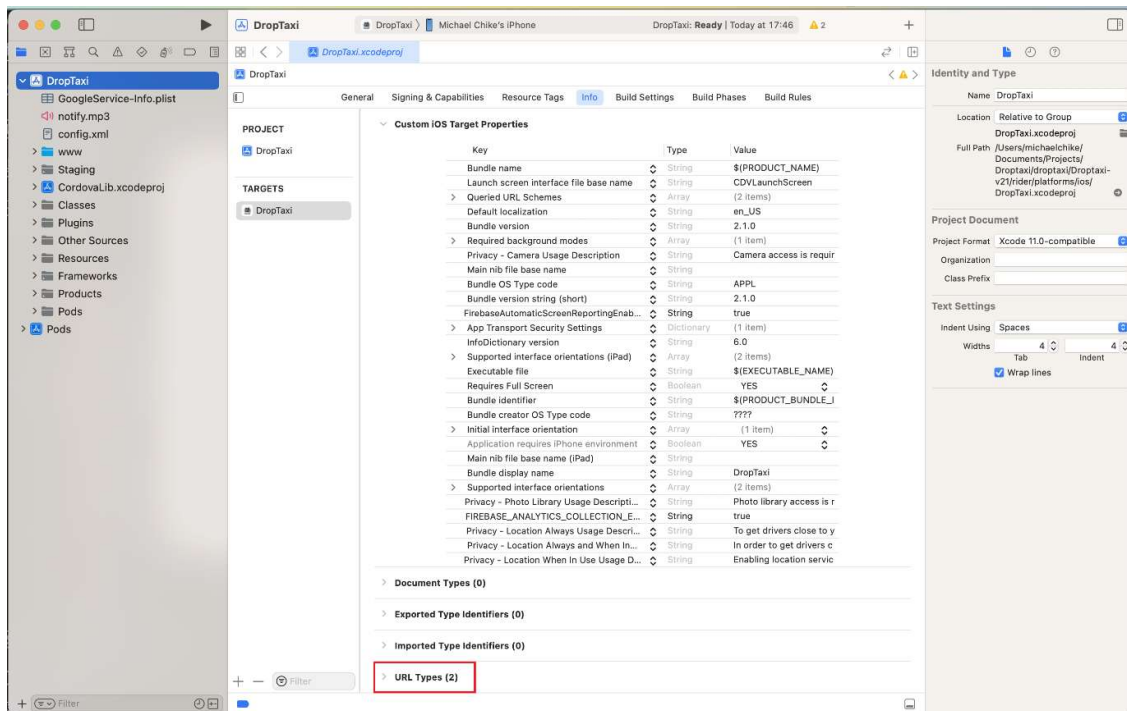 DropTaxi
DropTaxi
Michael Chike's iPhone
DropTaxi: Ready | Today at 17:46
2
DropTaxi.xcodeproj
DropTaxi
General
Signing & Capabilities
Resource Tags
Info
Build Settings
Build Phases
Build Rules
DropTaxi
GoogleService-Info.plist
notify.mp3
config.xml
www
Staging
CordovaLib.xcodeproj
Classes
Plugins
Other Sources
Resources
Frameworks
Products
Pods
Pods
Filter
PROJECT
DropTaxi
TARGETS
DropTaxi
Filter
Custom iOS Target Properties
Key Type Value
Bundle name String $(PRODUCT_NAME)
Launch screen interface file base name String CDVLaunchScreen
Queried URL Schemes Array (2 items)
Default localization String en_US
Bundle version String 2.1.0
Required background modes Array (1 item)
Privacy - Camera Usage Description String Camera access is requir
Main nib file base name String
Bundle OS Type code String APPL
Bundle version string (short) String 2.1.0
FirebaseAutomaticScreenReportingEnab... String true
App Transport Security Settings Dictionary (1 item)
InfoDictionary version String 6.0
Supported interface orientations (iPad) Array (2 items)
Executable file String $(EXECUTABLE_NAME)
Requires Full Screen Boolean YES
Bundle identifier String $(PRODUCT_BUNDLE_I
Bundle creator OS Type code String ????
Initial interface orientation Array (1 item)
Application requires iPhone environment Boolean YES
Main nib file base name (iPad) String
Bundle display name String DropTaxi
Supported interface orientations Array (2 items)
Privacy - Photo Library Usage Descripti... String Photo library access is r
FIREBASE_ANALYTICS_COLLECTION_E... String true
Privacy - Location Always Usage Descri... String To get drivers close to y
Privacy - Location Always and When In... String In order to get drivers c
Privacy - Location When In Use Usage D... String Enabling location servic
Document Types (0)
Exported Type Identifiers (0)
Imported Type Identifiers (0)
URL Types (2)
Identity and Type
Name DropTaxi
Location Relative to Group
DropTaxi.xcodeproj
Full Path /Users/michaelchike/
Documents/Projects/
Droptaxi/droptaxi/Droptaxi-
v21/rider/platforms/ios/
DropTaxi.xcodeproj
Project Document
Project Format Xcode 11.0-compatible
Organization
Class Prefix
Text Settings
Indent Using Spaces
Widths 4 4
Tab Indent
Wrap lines